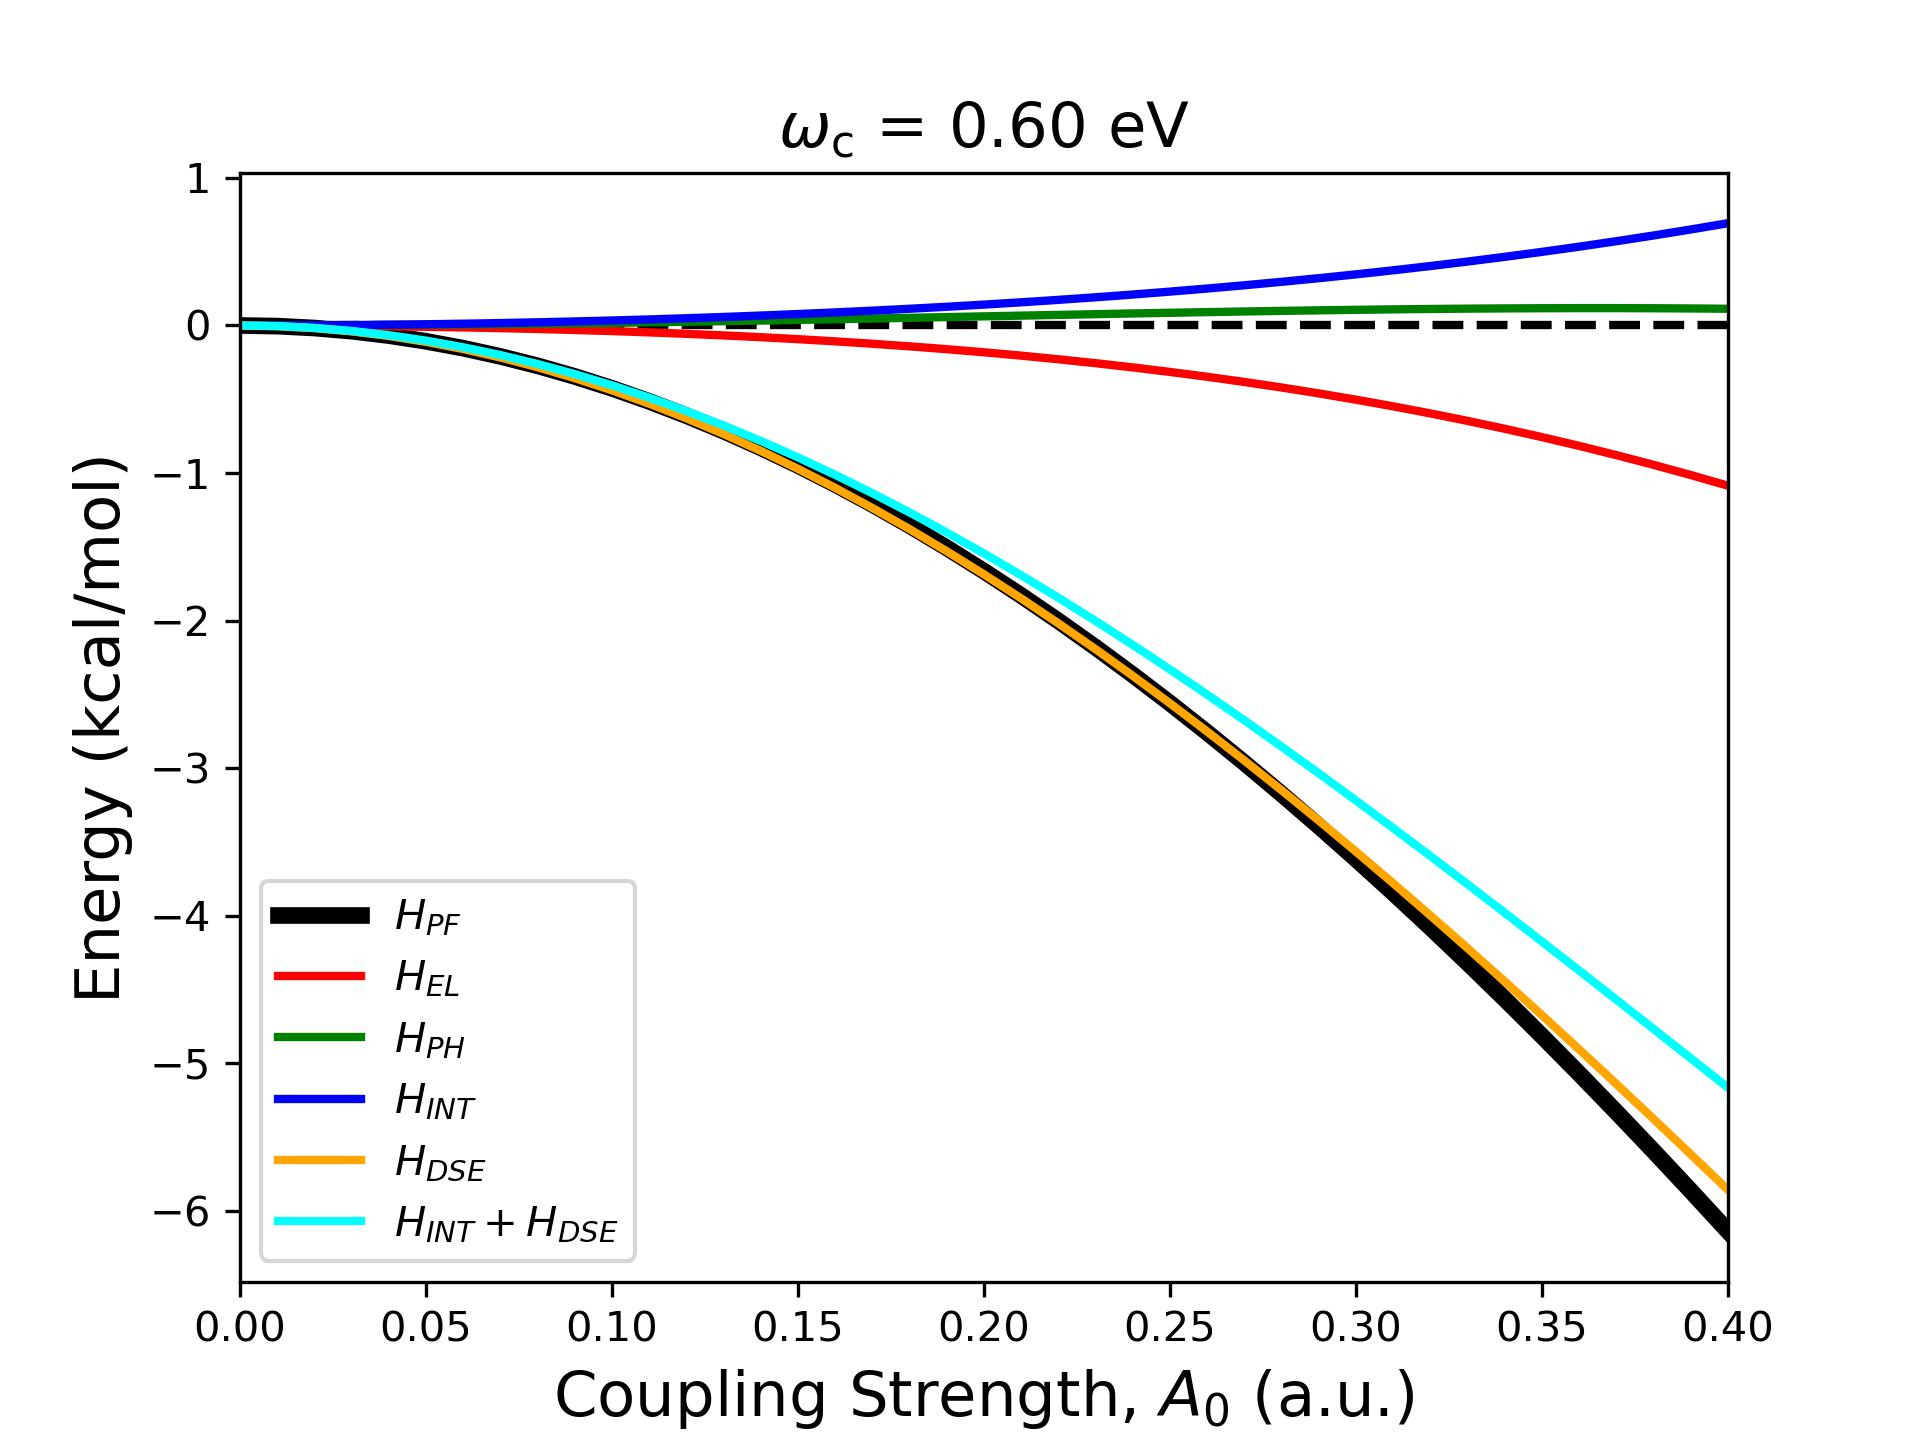 ω_c = 0.60 eV
1
0
−1
−2
−3
−4
−5
−6
Energy (kcal/mol)
H_PF
H_EL
H_PH
H_INT
H_DSE
H_INT + H_DSE
0.00 0.05 0.10 0.15 0.20 0.25 0.30 0.35 0.40
Coupling Strength, A_0 (a.u.)